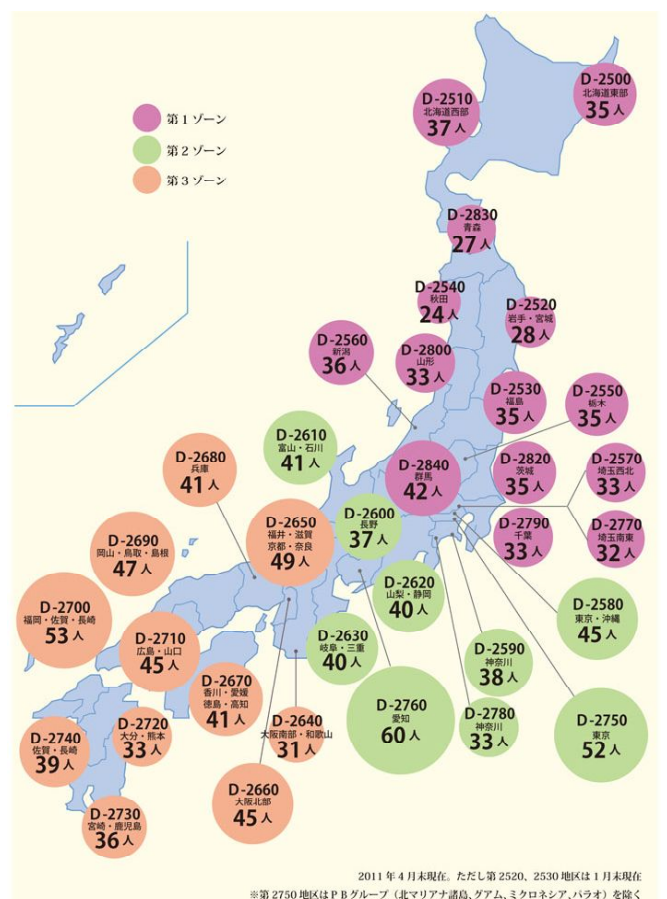 第1ゾーン
第2ゾーン
第3ゾーン
D-2500
北海道東部
35人
D-2510
北海道西部
37人
D-2830
青森
27人
D-2540
秋田
24人
D-2520
岩手・宮城
28人
D-2560
新潟
36人
D-2800
山形
33人
D-2530
福島
35人
D-2550
栃木
35人
D-2610
富山・石川
41人
D-2680
兵庫
41人
D-2840
群馬
42人
D-2820
茨城
35人
D-2570
埼玉西北
33人
D-2650
福井・滋賀
京都・奈良
49人
D-2600
長野
37人
D-2790
千葉
33人
D-2770
埼玉南東
32人
D-2690
岡山・鳥取・島根
47人
D-2620
山梨・静岡
40人
D-2580
東京・沖縄
45人
D-2700
福岡・佐賀・長崎
53人
D-2710
広島・山口
45人
D-2630
岐阜・三重
40人
D-2590
神奈川
38人
D-2670
香川・愛媛
徳島・高知
41人
D-2760
愛知
60人
D-2780
神奈川
33人
D-2750
東京
52人
D-2640
大阪南部・和歌山
31人
D-2720
大分・熊本
33人
D-2740
佐賀・長崎
39人
D-2660
大阪北部
45人
D-2730
宮崎・鹿児島
36人
2011年4月末現在。ただし第2520、2530地区は1月末現在
※第2750地区はPBグループ（北マリアナ諸島、グアム、ミクロネシア、パラオ）を除く